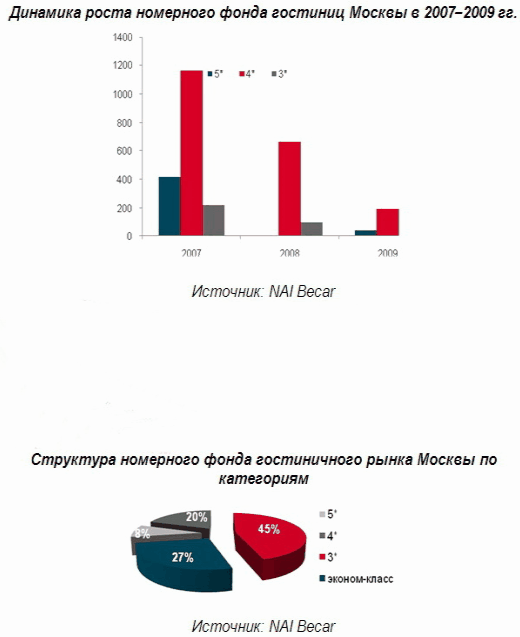 Динамика роста номерного фонда гостиниц Москвы в 2007–2009 гг.
1400
5* 4* 3*
1200
1000
800
600
400
200
0
2007 2008 2009
Источник: NAI Becar
Структура номерного фонда гостиничного рынка Москвы по
категориям
20%
8%
45%
27%
5*
4*
3*
эконом-класс
Источник: NAI Becar